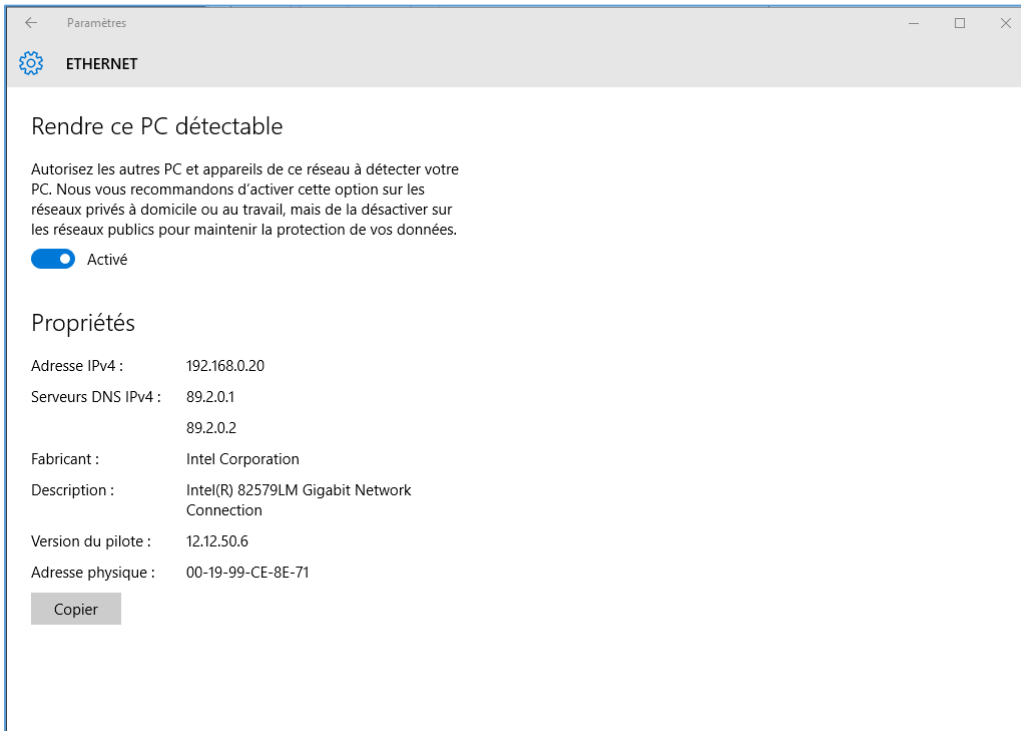 Paramètres
ETHERNET
Rendre ce PC détectable
Autorisez les autres PC et appareils de ce réseau à détecter votre
PC. Nous vous recommandons d'activer cette option sur les
réseaux privés à domicile ou au travail, mais de la désactiver sur
les réseaux publics pour maintenir la protection de vos données.
Activé
Propriétés
Adresse IPv4 : 192.168.0.20
Serveurs DNS IPv4 : 89.2.0.1
89.2.0.2
Fabricant : Intel Corporation
Description : Intel(R) 82579LM Gigabit Network
Connection
Version du pilote : 12.12.50.6
Adresse physique : 00-19-99-CE-8E-71
Copier